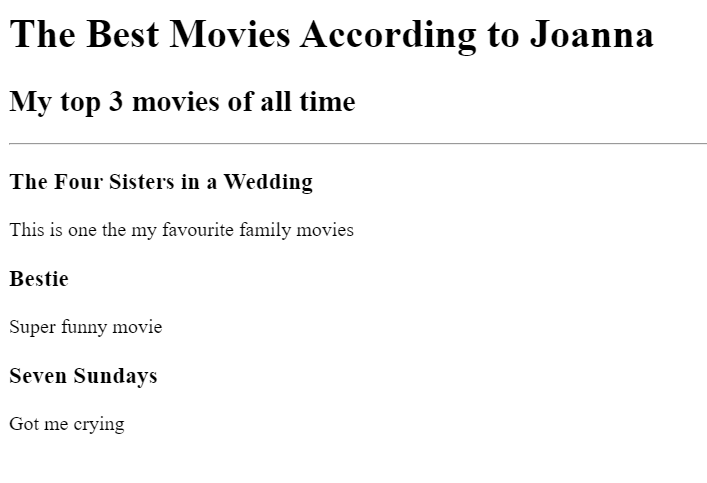 The Best Movies According to Joanna
My top 3 movies of all time
The Four Sisters in a Wedding
This is one the my favourite family movies
Bestie
Super funny movie
Seven Sundays
Got me crying